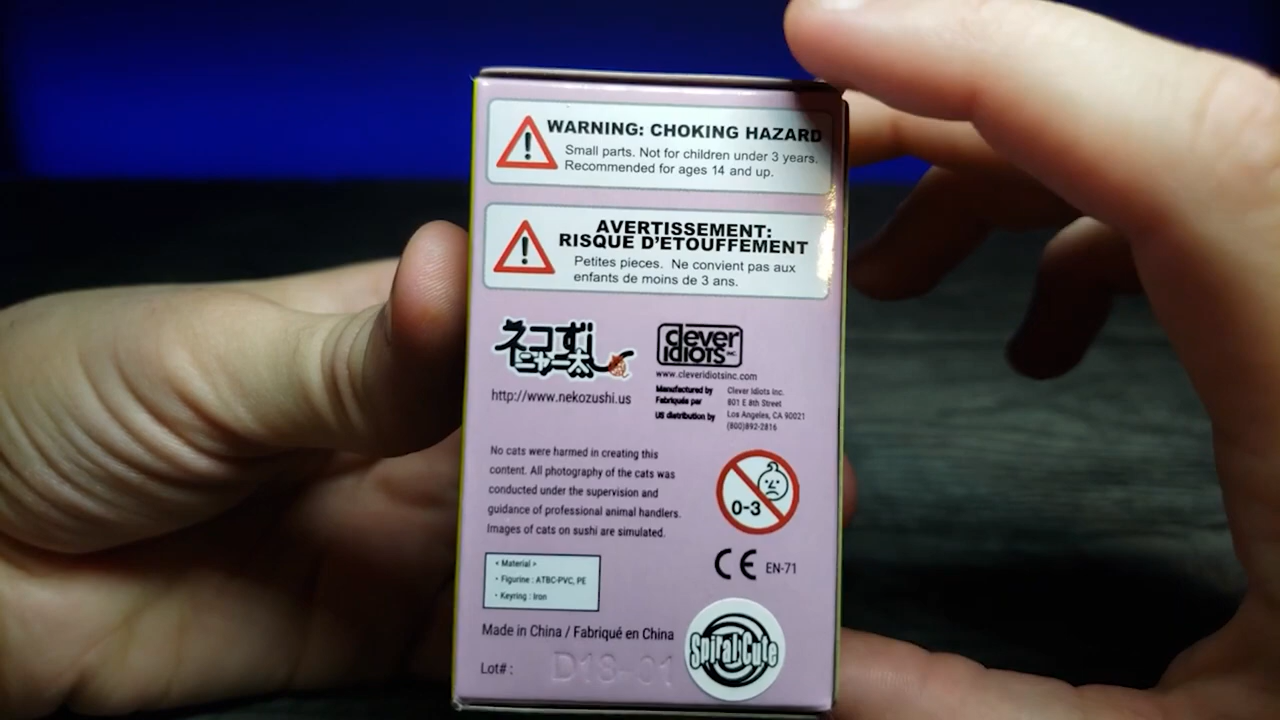 WARNING: CHOKING HAZARD
Small parts. Not for children under 3 years.
Recommended for ages 14 and up.
AVERTISSEMENT:
RISQUE D'ETOUFFEMENT
Petites pieces. Ne convient pas aux
enfants de moins de 3 ans.
ネコずし
ニャー太
http://www.nekozushi.us
clever
idiots INC.
www.cleveridiotsinc.com
Manufactured by
Fabriqués par
US distribution by
Clever Idiots Inc.
801 E 8th Street
Los Angeles, CA 90021
(800)892-2816
No cats were harmed in creating this
content. All photography of the cats was
conducted under the supervision and
guidance of professional animal handlers.
Images of cats on sushi are simulated.
0-3
CE EN-71
< Material >
・Figurine : ATBC-PVC, PE
・Keyring : Iron
Made in China / Fabriqué en China
Lot# : D18-01
Spiral Cute